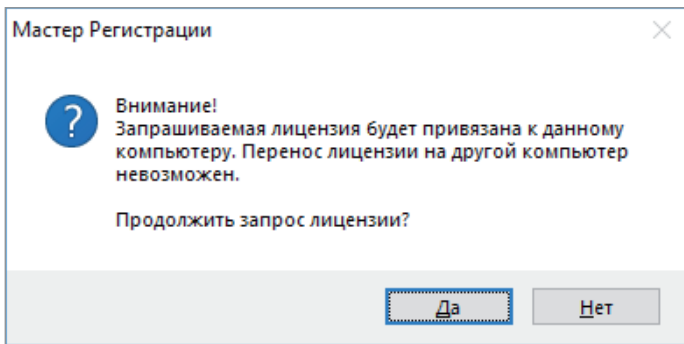 Мастер Регистрации
Внимание!
Запрашиваемая лицензия будет привязана к данному
компьютеру. Перенос лицензии на другой компьютер
невозможен.
Продолжить запрос лицензии?
Да
Нет